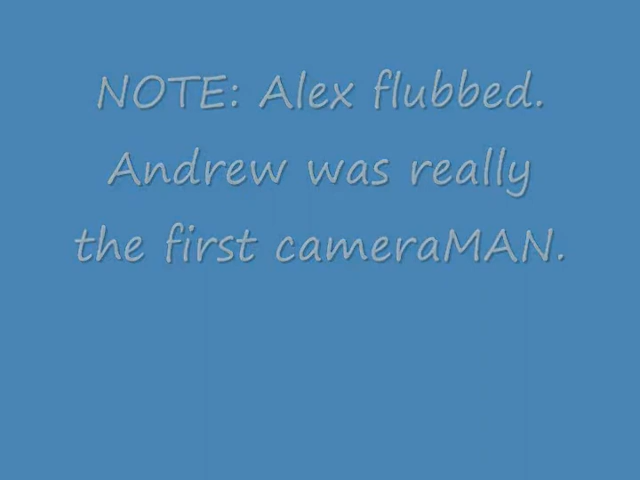 NOTE: Alex flubbed.
Andrew was really
the first cameraMAN.